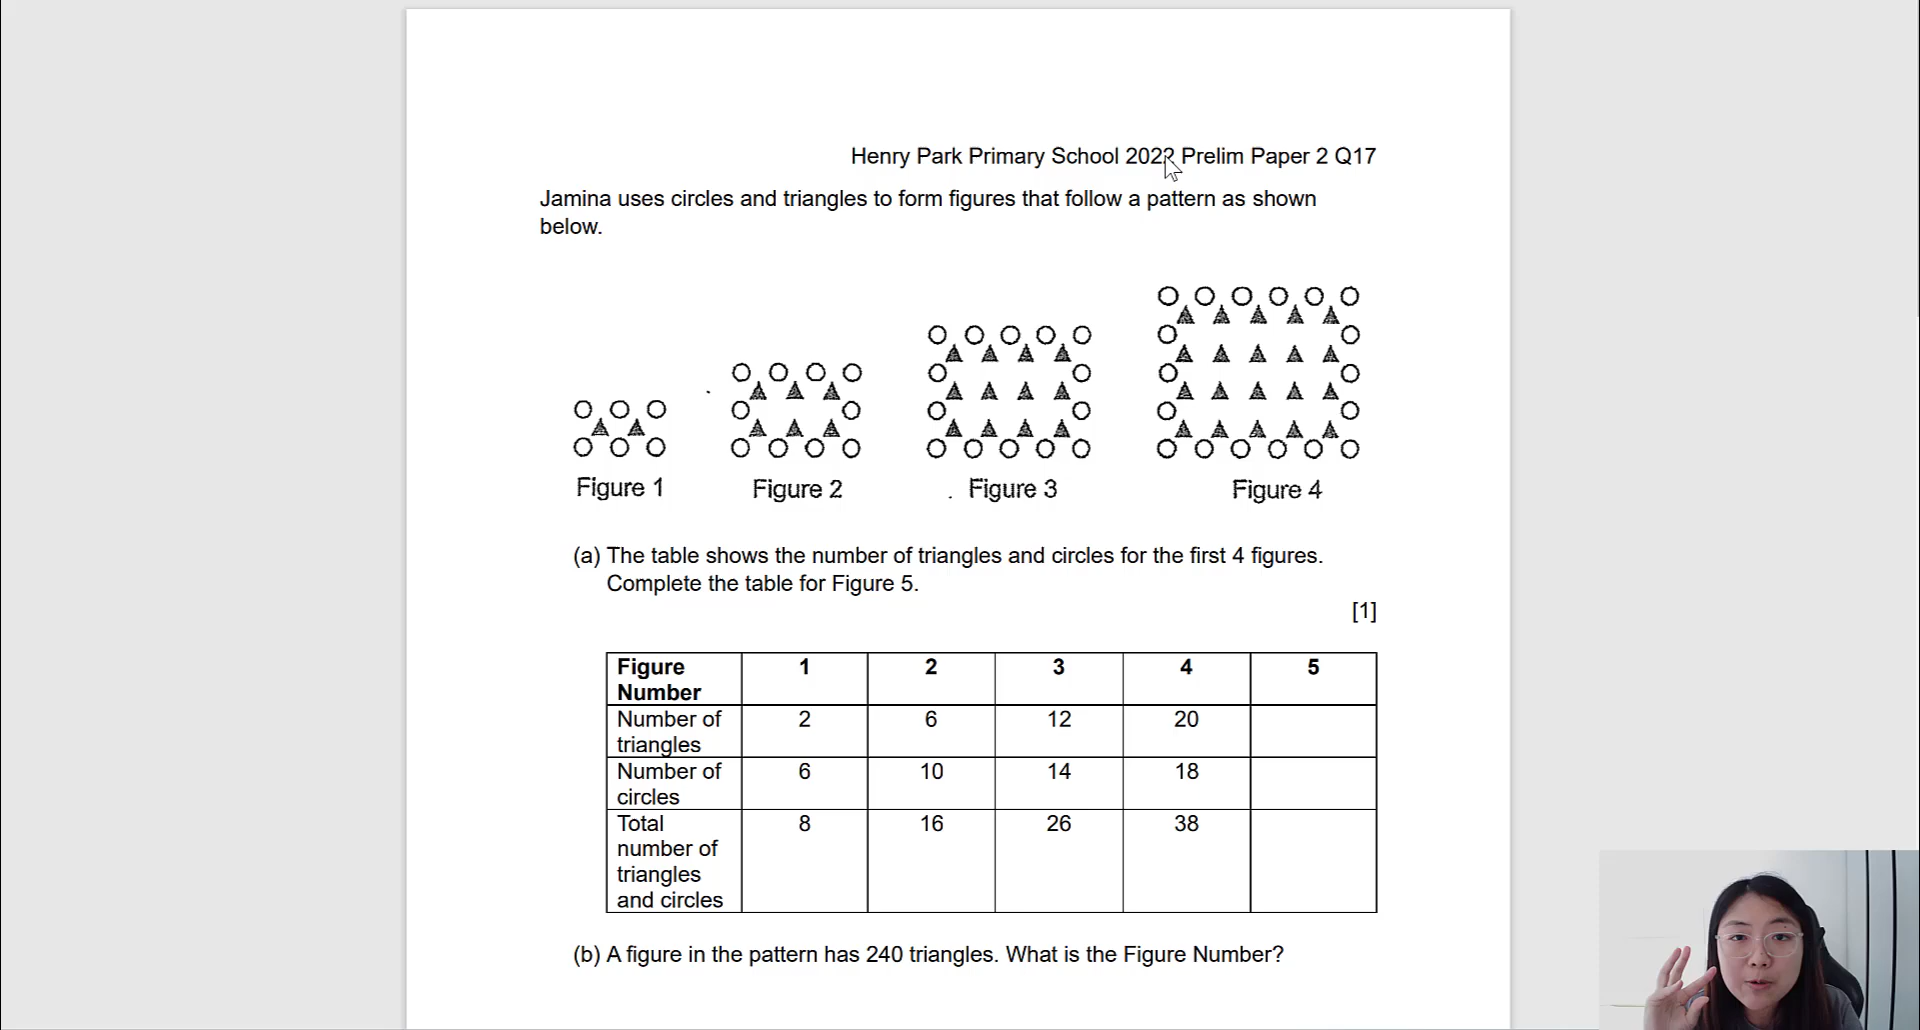 Henry Park Primary School 2022 Prelim Paper 2 Q17
Jamina uses circles and triangles to form figures that follow a pattern as shown
below.
Figure 1
Figure 2
Figure 3
Figure 4
(a) The table shows the number of triangles and circles for the first 4 figures.
Complete the table for Figure 5.
[1]
Figure Number 1 2 3 4 5
Number of triangles 2 6 12 20
Number of circles 6 10 14 18
Total number of triangles and circles 8 16 26 38
(b) A figure in the pattern has 240 triangles. What is the Figure Number?